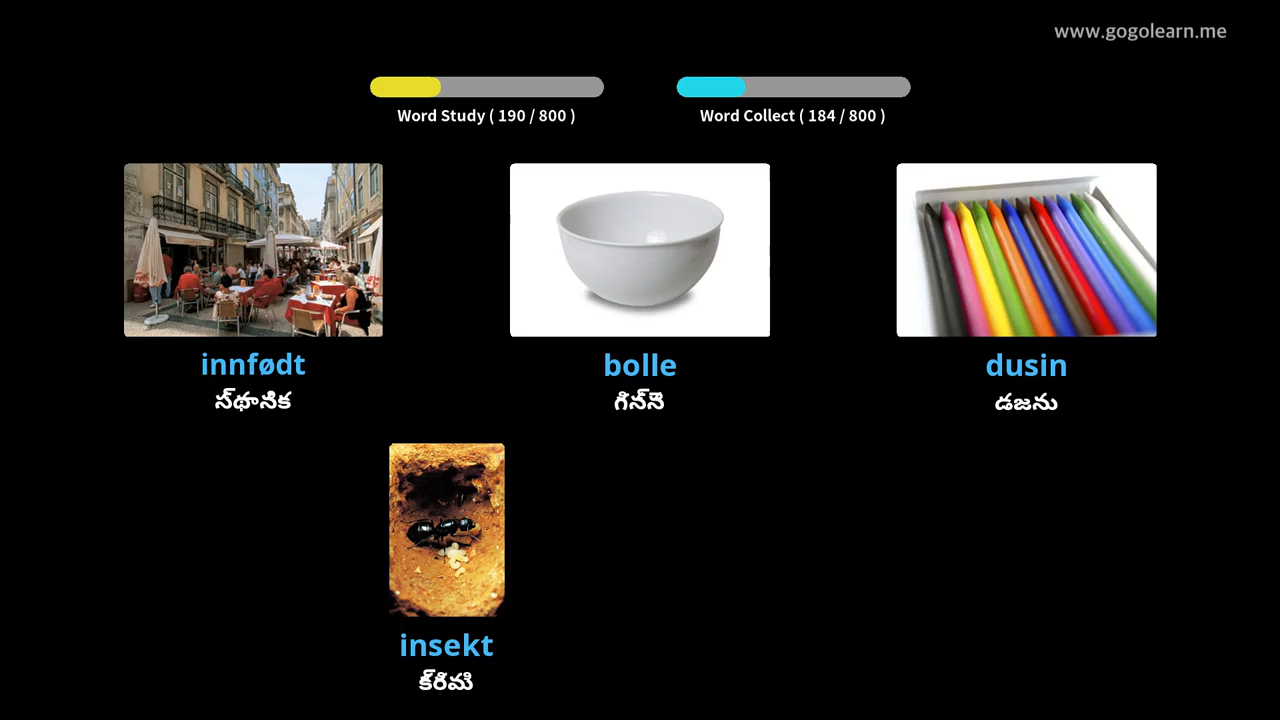 www.gogolearn.me
Word Study ( 190 / 800 )
Word Collect ( 184 / 800 )
innfødt
స్థానిక
bolle
గిన్నె
dusin
డజను
insekt
క్రిమి